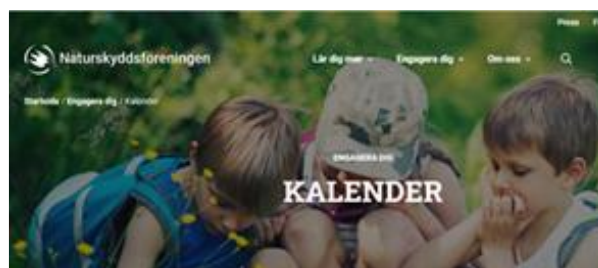 Press
Naturskyddsföreningen
Lär dig mer
Engagera dig
Om oss
Startsida / Engagera dig / Kalender
ENGAGERA DIG
KALENDER